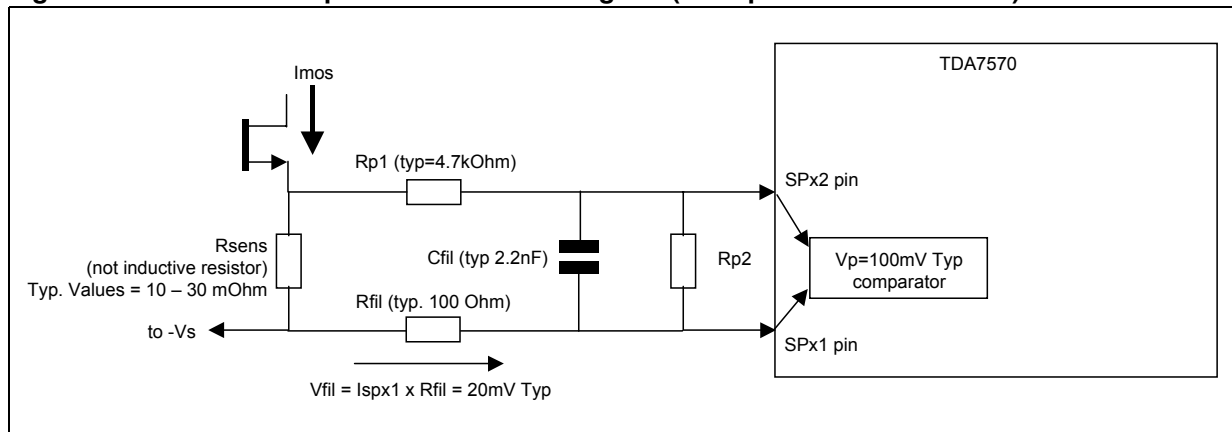 TDA7570
Imos
Rp1 (typ=4.7kOhm)
SPx2 pin
Rsens
(not inductive resistor)
Typ. Values = 10 – 30 mOhm
Cfil (typ 2.2nF)
Rp2
Vp=100mV Typ
comparator
Rfil (typ. 100 Ohm)
to -Vs
SPx1 pin
Vfil = Ispx1 x Rfil = 20mV Typ